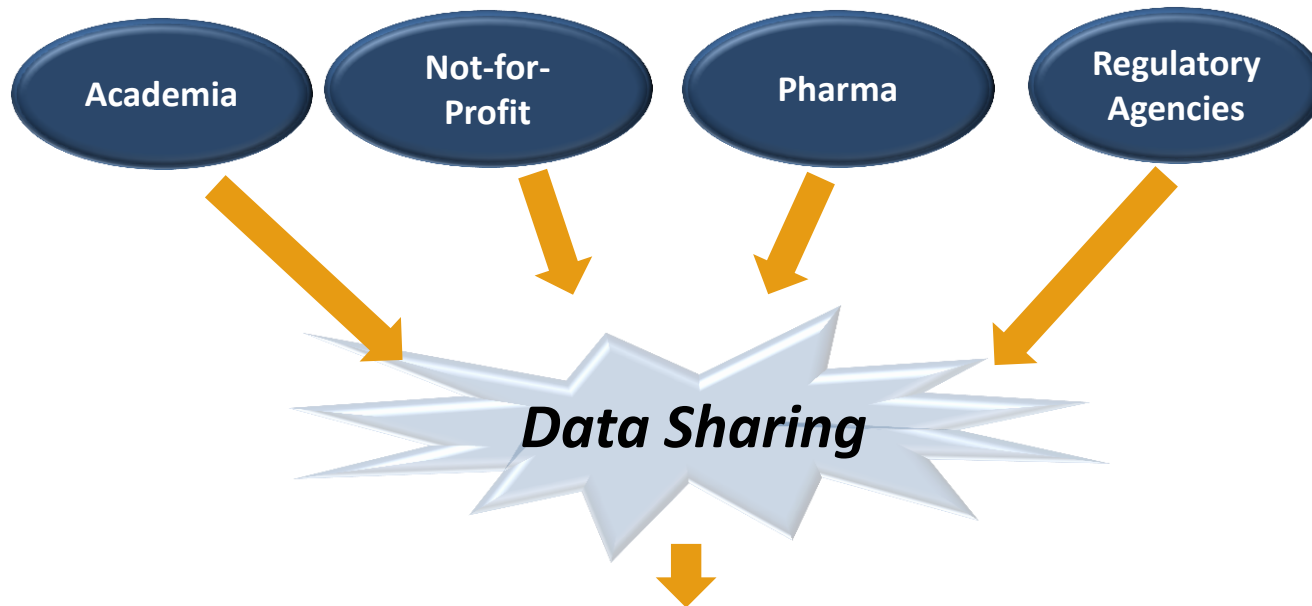 Academia
Not-for-
Profit
Pharma
Regulatory
Agencies
Data Sharing